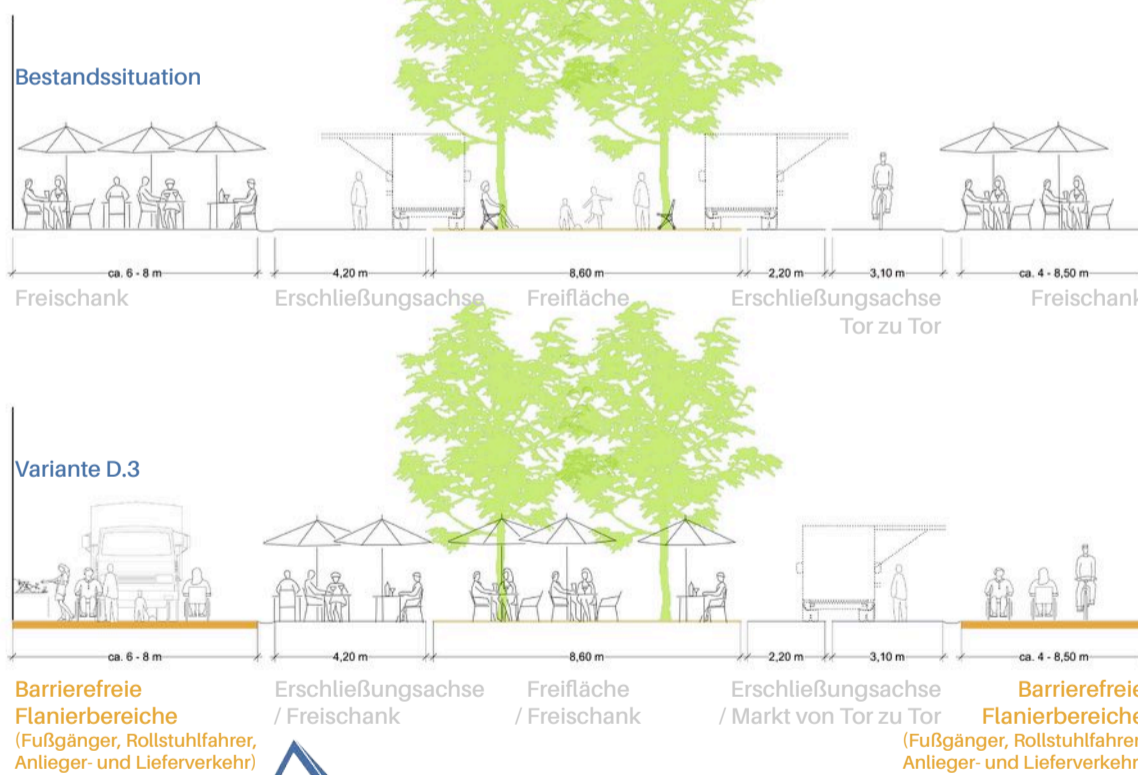 Bestandssituation
ca. 6 - 8 m 4,20 m 8,60 m 2,20 m 3,10 m ca. 4 - 8,50 m
Freischank Erschließungsachse Freifläche Erschließungsachse Freischank
Tor zu Tor
Variante D.3
ca. 6 - 8 m 4,20 m 8,60 m 2,20 m 3,10 m ca. 4 - 8,50 m
Barrierefreie
Flanierbereiche
(Fußgänger, Rollstuhlfahrer,
Anlieger- und Lieferverkehr)
Erschließungsachse
/ Freischank
Freifläche
/ Freischank
Erschließungsachse
/ Markt von Tor zu Tor
Barrierefreie
Flanierbereiche
(Fußgänger, Rollstuhlfahrer,
Anlieger- und Lieferverkehr